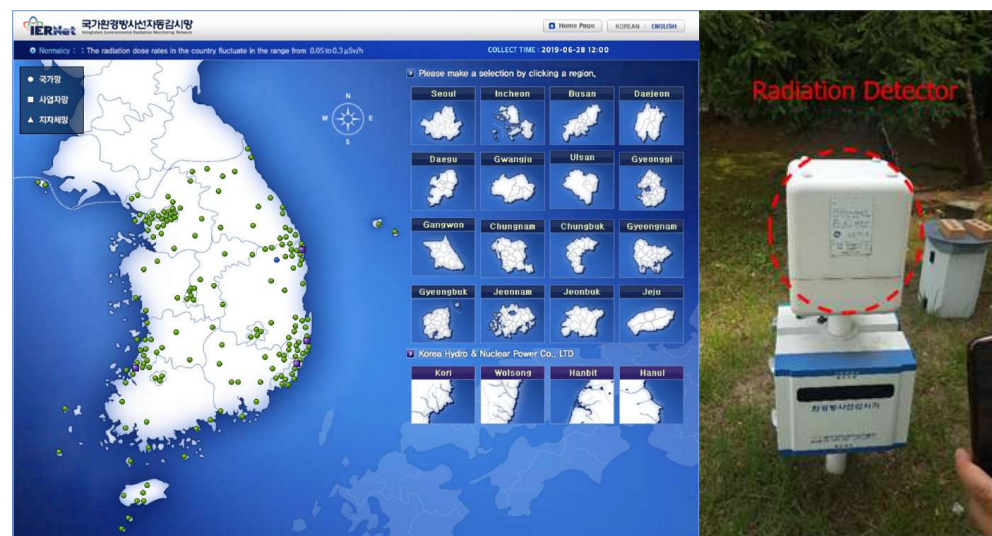 IERNet 국가환경방사선자동감시망
Integrated Environmental Radiation Monitoring Network
Home Page KOREAN ENGLISH
Normalcy : : The radiation dose rates in the country fluctuate in the range from 0.05 to 0.3 μSv/h
COLLECT TIME : 2019-06-28 12:00
국가망
사업자망
지자체망
N
W E
S
Please make a selection by clicking a region.
Seoul Incheon Busan Daejeon
Daegu Gwangju Ulsan Gyeonggi
Gangwon Chungnam Chungbuk Gyeongnam
Gyeongbuk Jeonnam Jeonbuk Jeju
Korea Hydro & Nuclear Power Co., LTD
Kori Wolsong Hanbit Hanul
Radiation Detector
환경방사선감시기